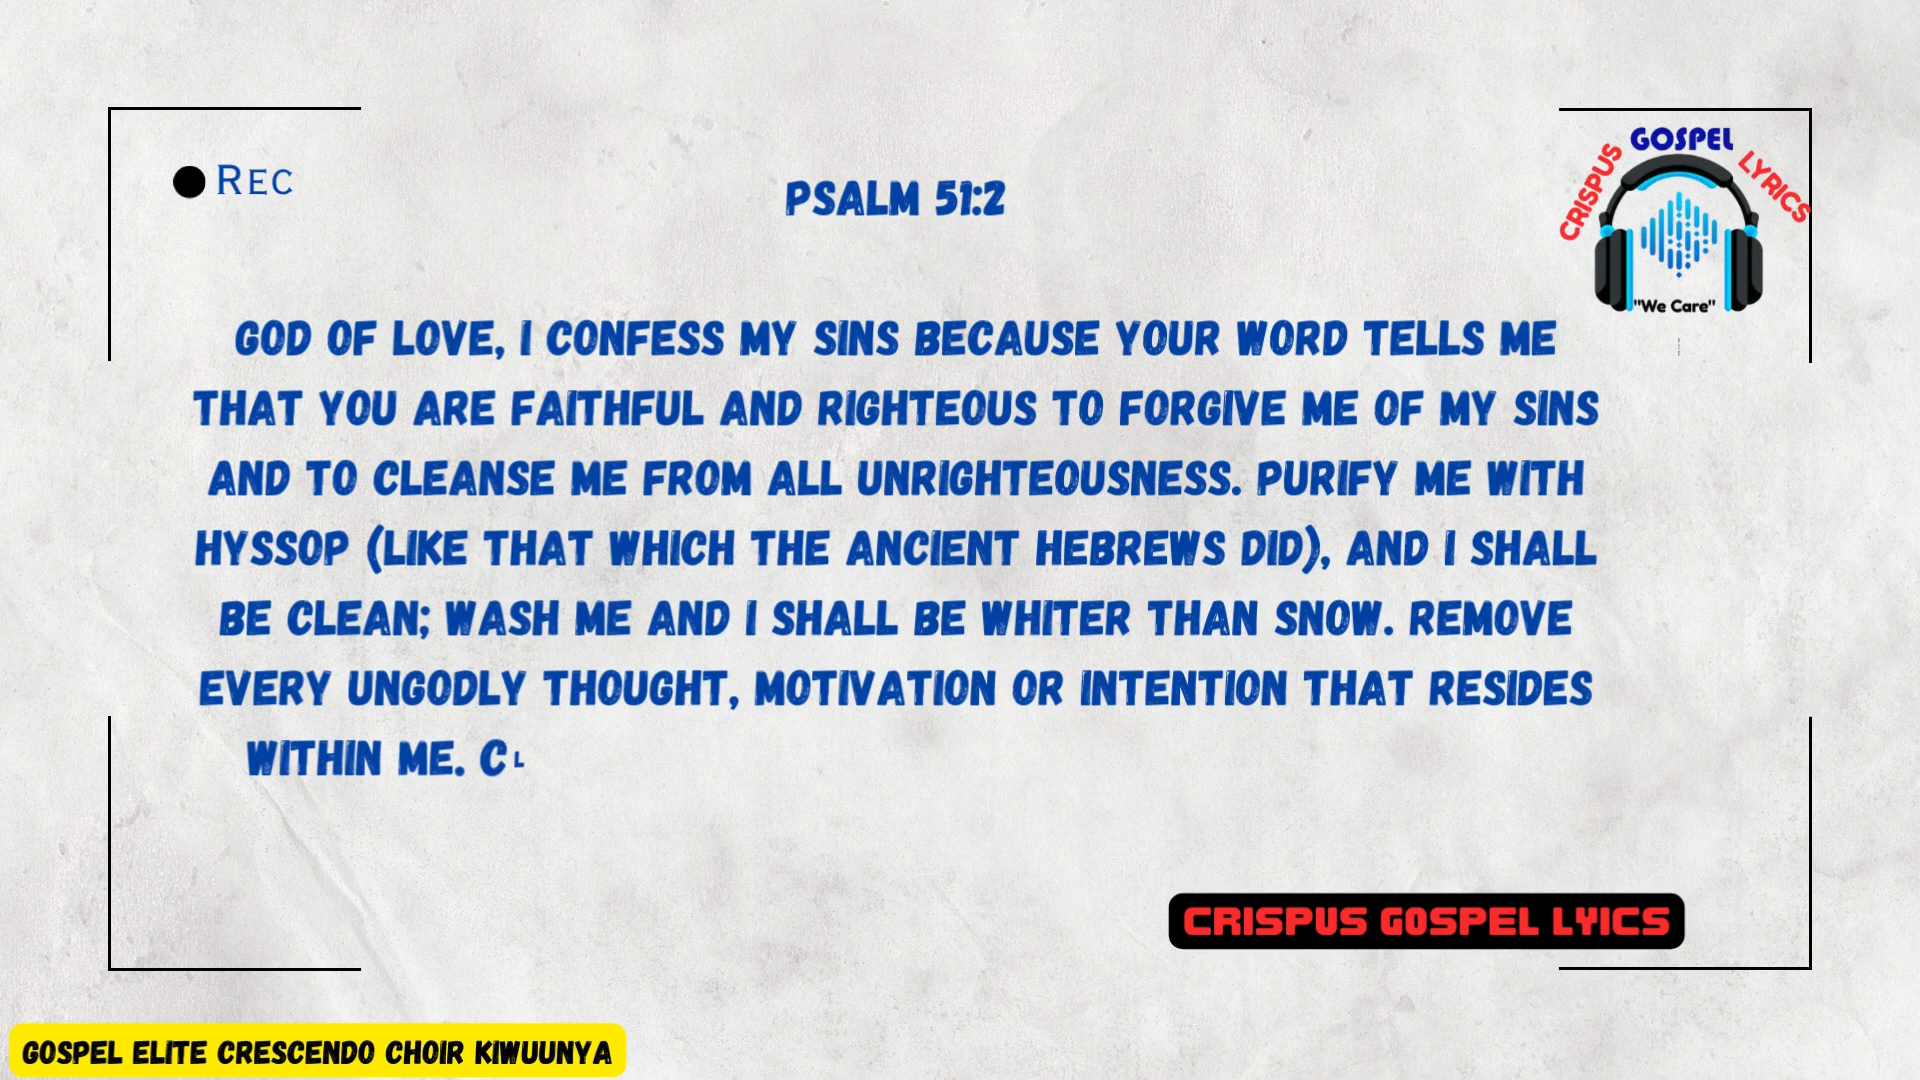 Rec
PSALM 51:2
CRISPUS GOSPEL LYRICS
"We Care"
GOD OF LOVE, I CONFESS MY SINS BECAUSE YOUR WORD TELLS ME
THAT YOU ARE FAITHFUL AND RIGHTEOUS TO FORGIVE ME OF MY SINS
AND TO CLEANSE ME FROM ALL UNRIGHTEOUSNESS. PURIFY ME WITH
HYSSOP (LIKE THAT WHICH THE ANCIENT HEBREWS DID), AND I SHALL
BE CLEAN; WASH ME AND I SHALL BE WHITER THAN SNOW. REMOVE
EVERY UNGODLY THOUGHT, MOTIVATION OR INTENTION THAT RESIDES
WITHIN ME. CL
CRISPUS GOSPEL LYICS
GOSPEL ELITE CRESCENDO CHOIR KIWUUNYA